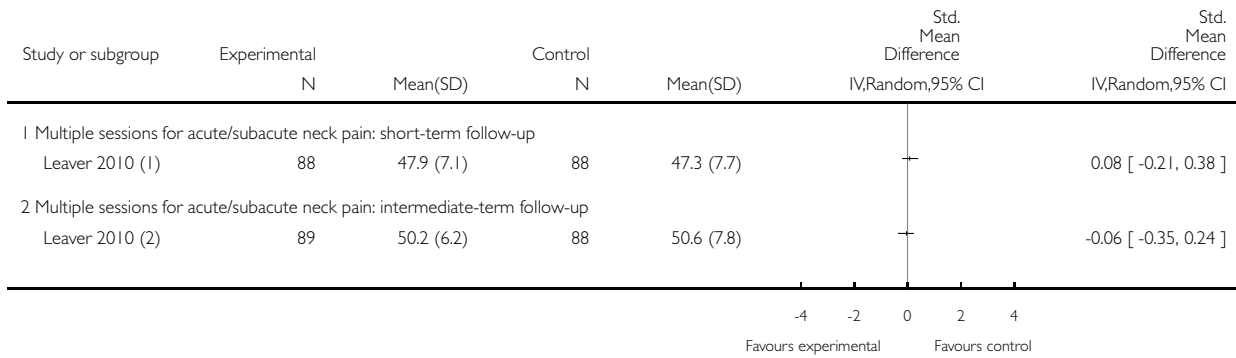 Std.
Mean
Difference
Std.
Mean
Difference
Study or subgroup Experimental Control
N Mean(SD) N Mean(SD) IV,Random,95% CI IV,Random,95% CI
1 Multiple sessions for acute/subacute neck pain: short-term follow-up
Leaver 2010 (1) 88 47.9 (7.1) 88 47.3 (7.7) 0.08 [ -0.21, 0.38 ]
2 Multiple sessions for acute/subacute neck pain: intermediate-term follow-up
Leaver 2010 (2) 89 50.2 (6.2) 88 50.6 (7.8) -0.06 [ -0.35, 0.24 ]
-4 -2 0 2 4
Favours experimental Favours control